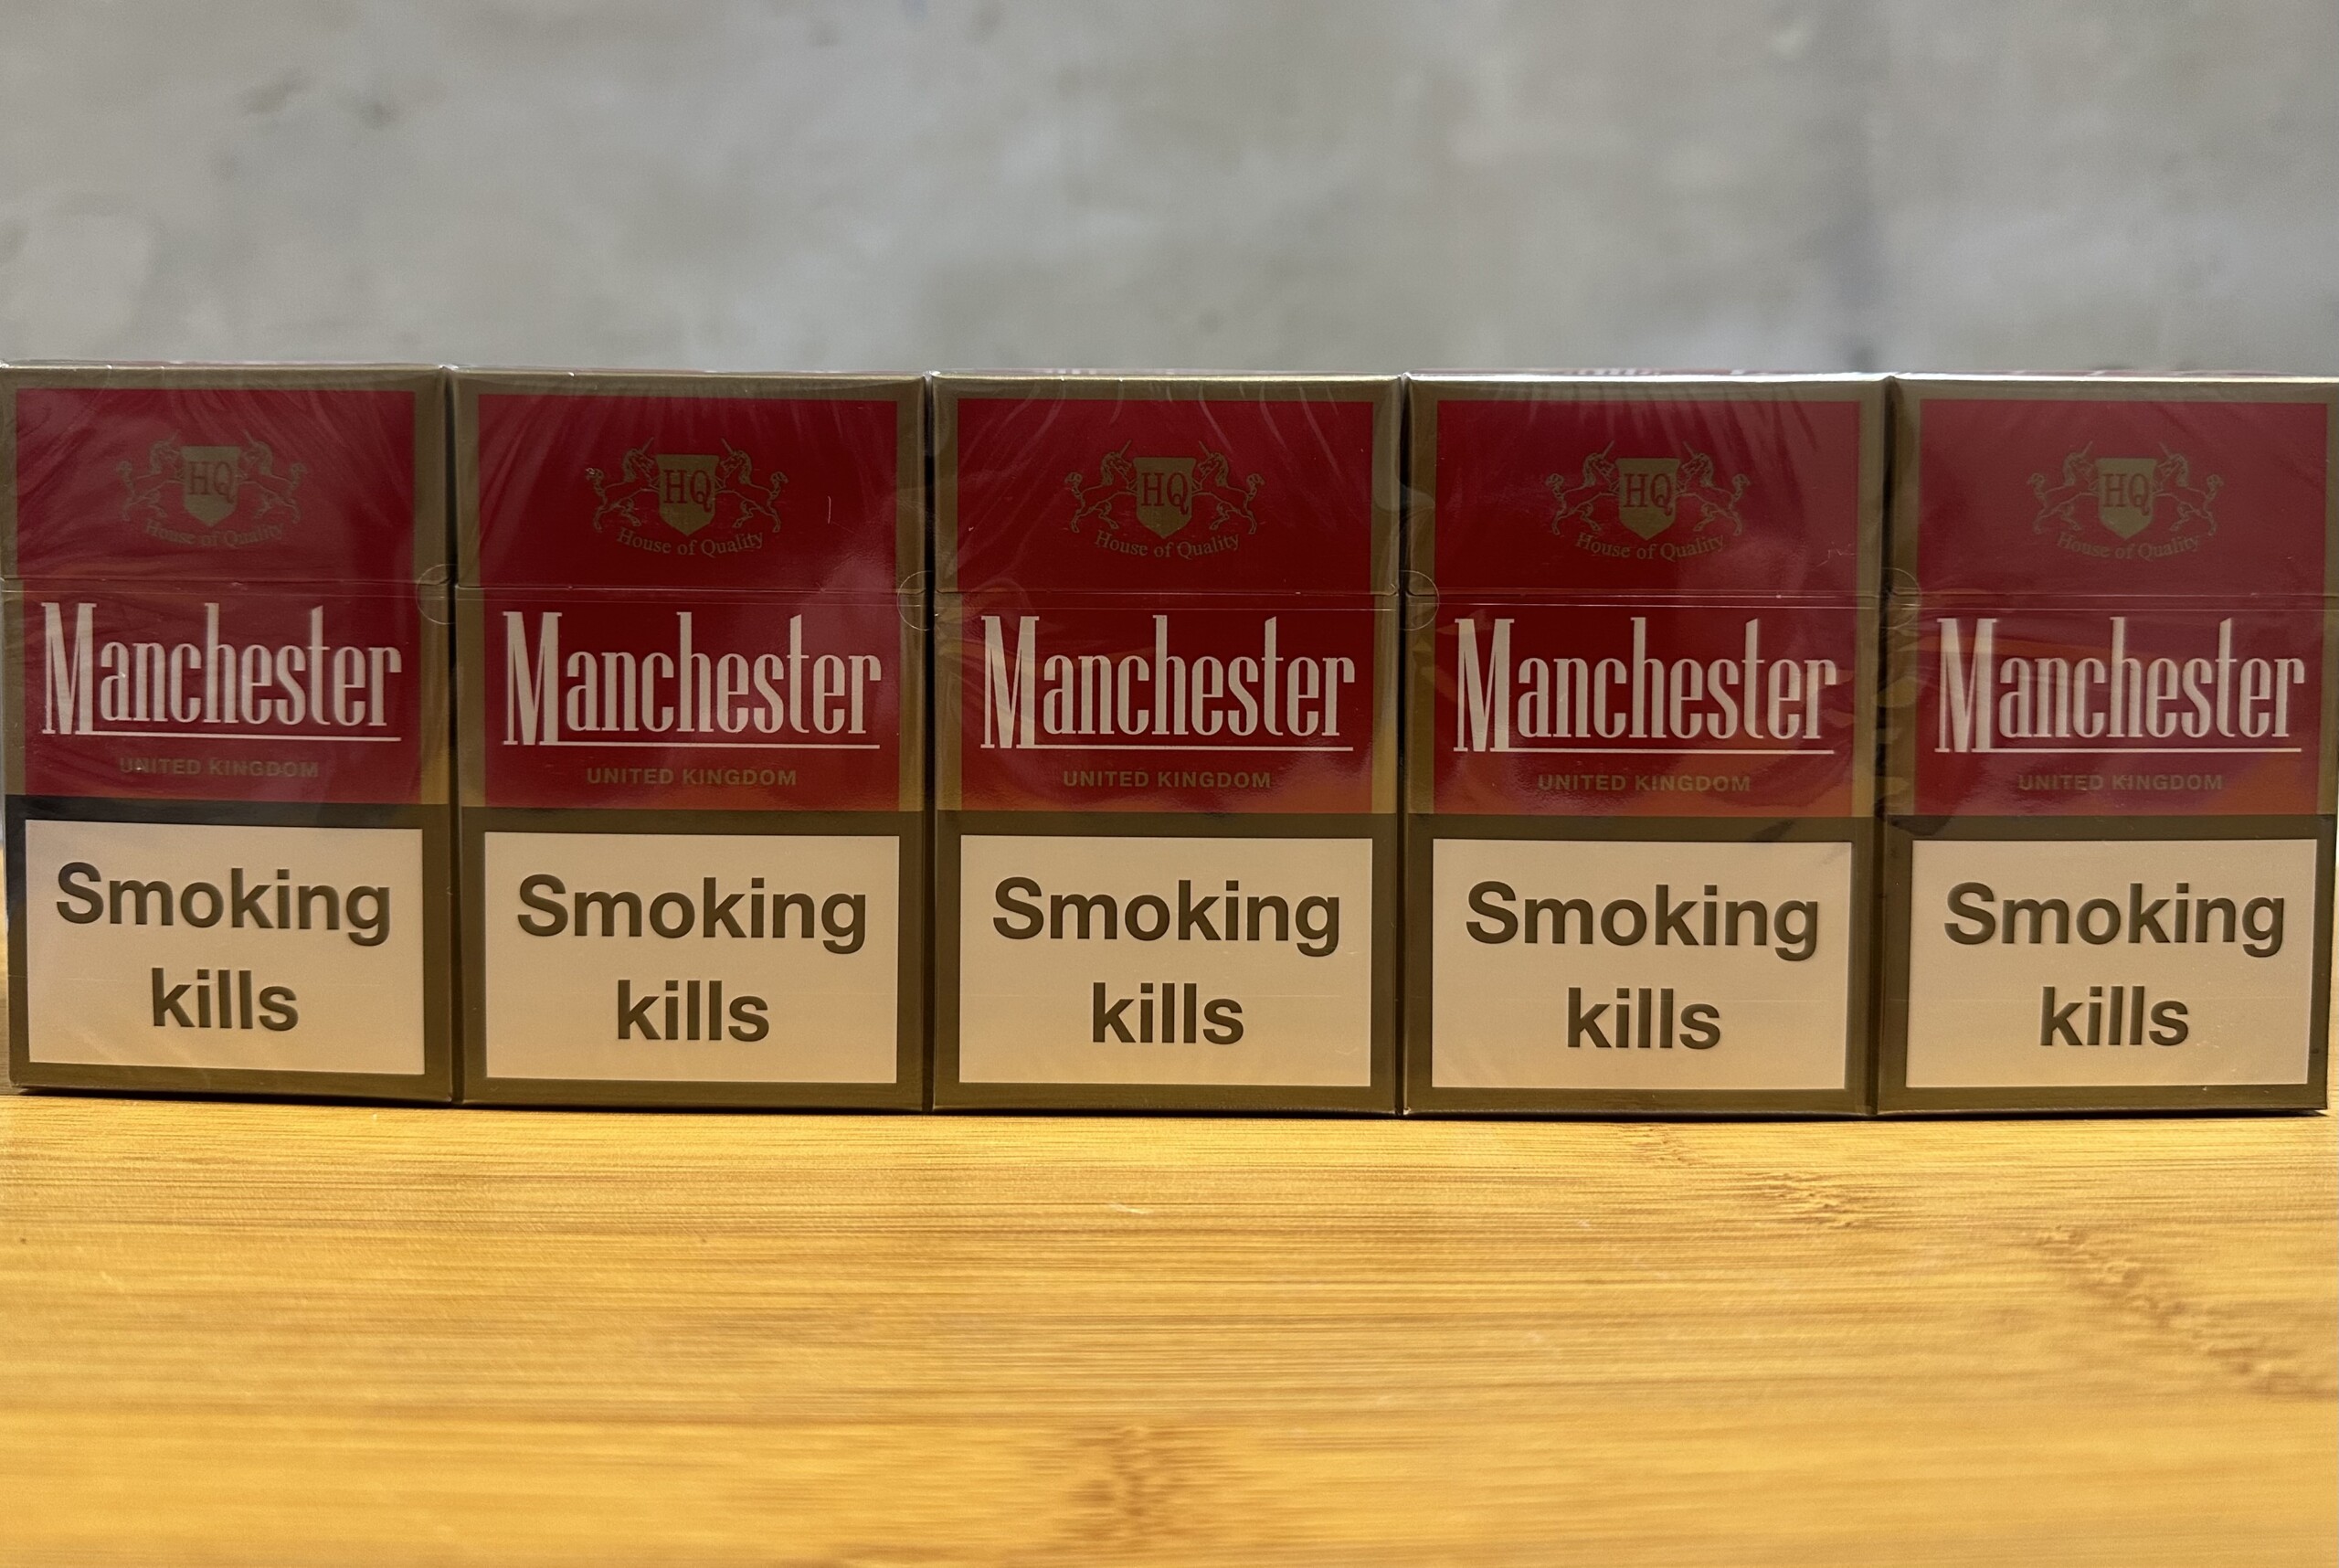 HQ
House of Quality
Manchester
UNITED KINGDOM
Smoking
kills
HQ
House of Quality
Manchester
UNITED KINGDOM
Smoking
kills
HQ
House of Quality
Manchester
UNITED KINGDOM
Smoking
kills
HQ
House of Quality
Manchester
UNITED KINGDOM
Smoking
kills
HQ
House of Quality
Manchester
UNITED KINGDOM
Smoking
kills